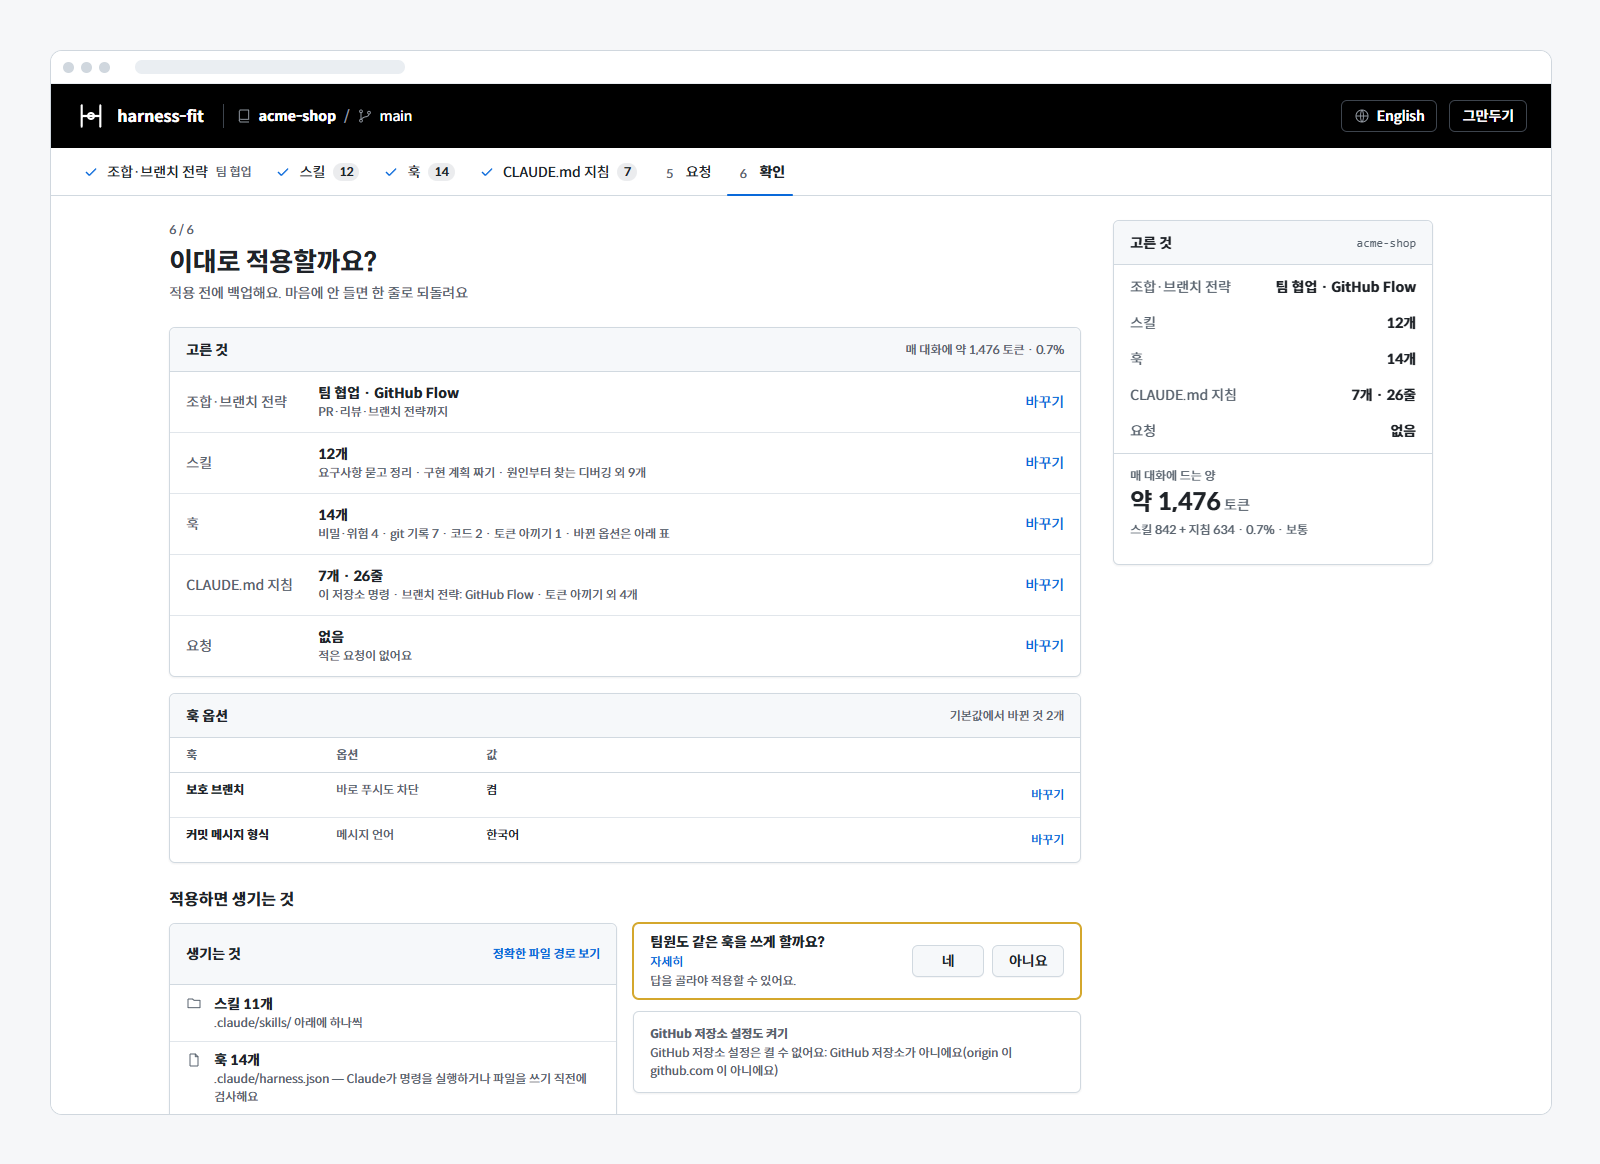 harness-fit
acme-shop / main
English
그만두기
조합·브랜치 전략 팀 협업
스킬 12
훅 14
CLAUDE.md 지침 7
5 요청
6 확인
6 / 6
이대로 적용할까요?
적용 전에 백업해요. 마음에 안 들면 한 줄로 되돌려요
고른 것
매 대화에 약 1,476 토큰 · 0.7%
조합·브랜치 전략
팀 협업 · GitHub Flow
PR·리뷰·브랜치 전략까지
바꾸기
스킬
12개
요구사항 묻고 정리 · 구현 계획 짜기 · 원인부터 찾는 디버깅 외 9개
바꾸기
훅
14개
비밀·위험 4 · git 기록 7 · 코드 2 · 토큰 아끼기 1 · 바뀐 옵션은 아래 표
바꾸기
CLAUDE.md 지침
7개 · 26줄
이 저장소 명령 · 브랜치 전략: GitHub Flow · 토큰 아끼기 외 4개
바꾸기
요청
없음
적은 요청이 없어요
바꾸기
훅 옵션
기본값에서 바뀐 것 2개
훅 옵션 값
보호 브랜치 바로 푸시도 차단 켬 바꾸기
커밋 메시지 형식 메시지 언어 한국어 바꾸기
적용하면 생기는 것
생기는 것
정확한 파일 경로 보기
스킬 11개
.claude/skills/ 아래에 하나씩
훅 14개
.claude/harness.json — Claude가 명령을 실행하거나 파일을 쓰기 직전에
검사해요
팀원도 같은 훅을 쓰게 할까요?
자세히
답을 골라야 적용할 수 있어요.
네
아니요
GitHub 저장소 설정도 켜기
GitHub 저장소 설정은 켤 수 없어요: GitHub 저장소가 아니에요(origin 이
github.com 이 아니에요)
고른 것
acme-shop
조합·브랜치 전략 팀 협업 · GitHub Flow
스킬 12개
훅 14개
CLAUDE.md 지침 7개 · 26줄
요청 없음
매 대화에 드는 양
약 1,476 토큰
스킬 842 + 지침 634 · 0.7% · 보통